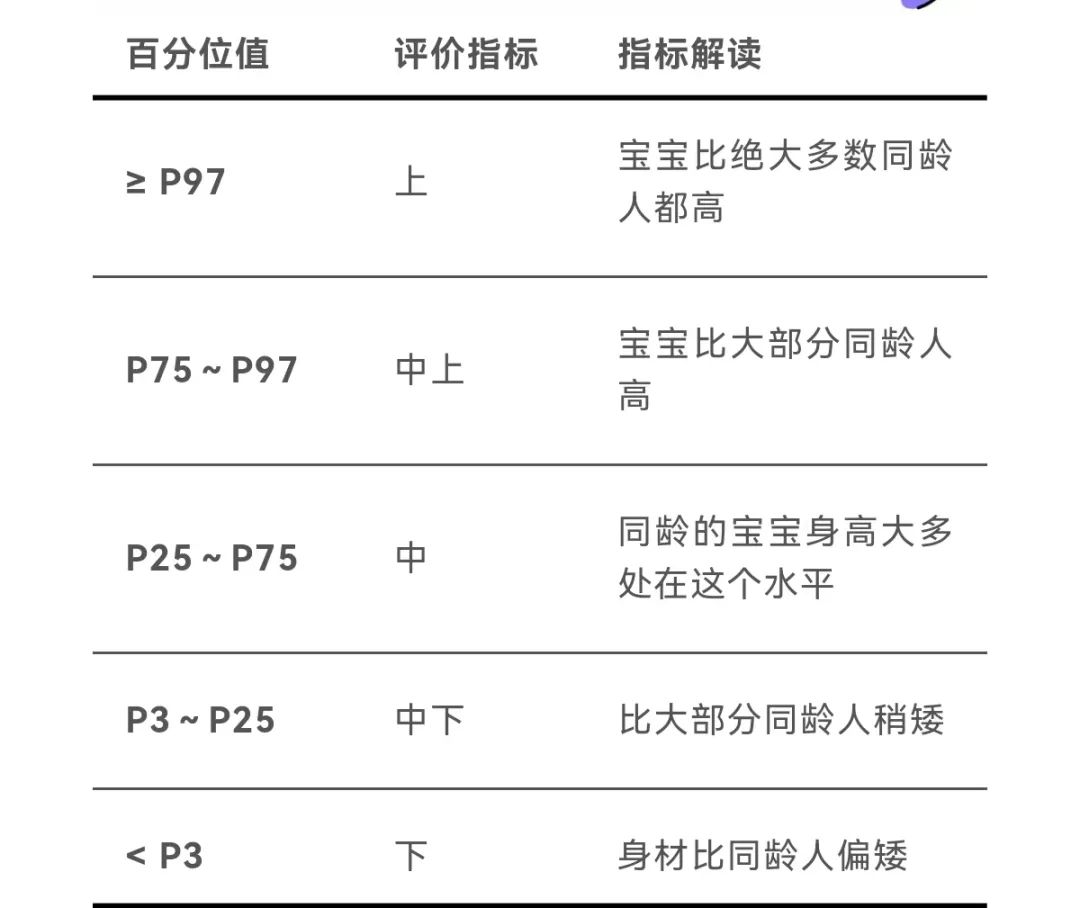 百分位值 评价指标 指标解读
≥ P97 上 宝宝比绝大多数同龄
人都高
P75 ~ P97 中上 宝宝比大部分同龄人
高
P25 ~ P75 中 同龄的宝宝身高大多
处在这个水平
P3 ~ P25 中下 比大部分同龄人稍矮
< P3 下 身材比同龄人偏矮